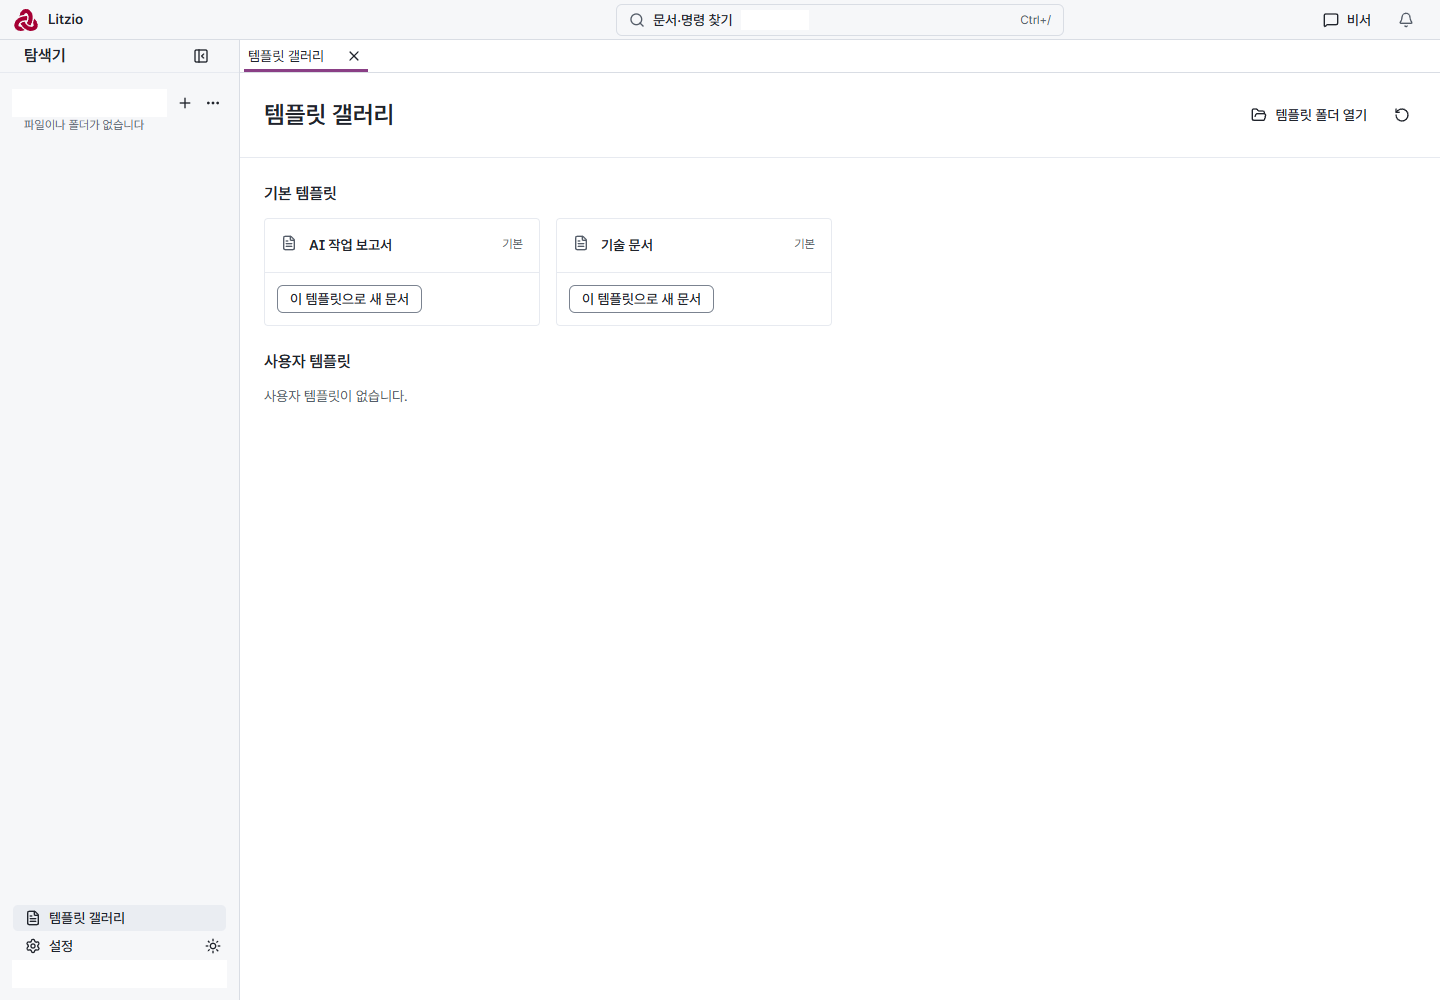 Litzio
문서·명령 찾기
Ctrl+/
비서
탐색기
템플릿 갤러리
파일이나 폴더가 없습니다
템플릿 갤러리
템플릿 폴더 열기
기본 템플릿
AI 작업 보고서
기본
기술 문서
기본
이 템플릿으로 새 문서
이 템플릿으로 새 문서
사용자 템플릿
사용자 템플릿이 없습니다.
템플릿 갤러리
설정